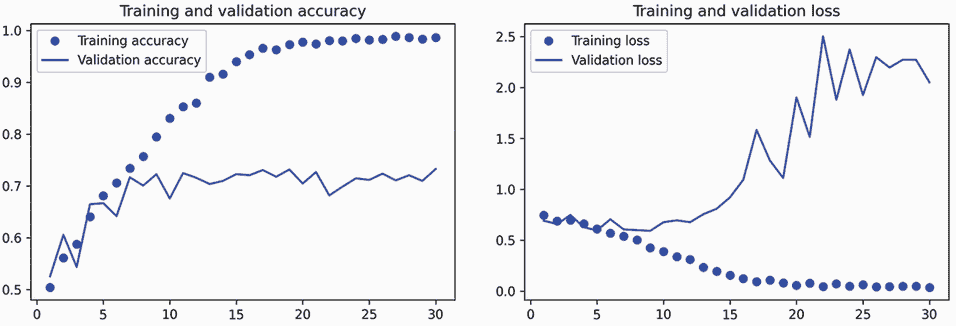 Training and validation accuracy
1.0
0.9
0.8
0.7
0.6
0.5
Training accuracy
Validation accuracy
0 5 10 15 20 25 30
Training and validation loss
2.5
2.0
1.5
1.0
0.5
0.0
Training loss
Validation loss
0 5 10 15 20 25 30